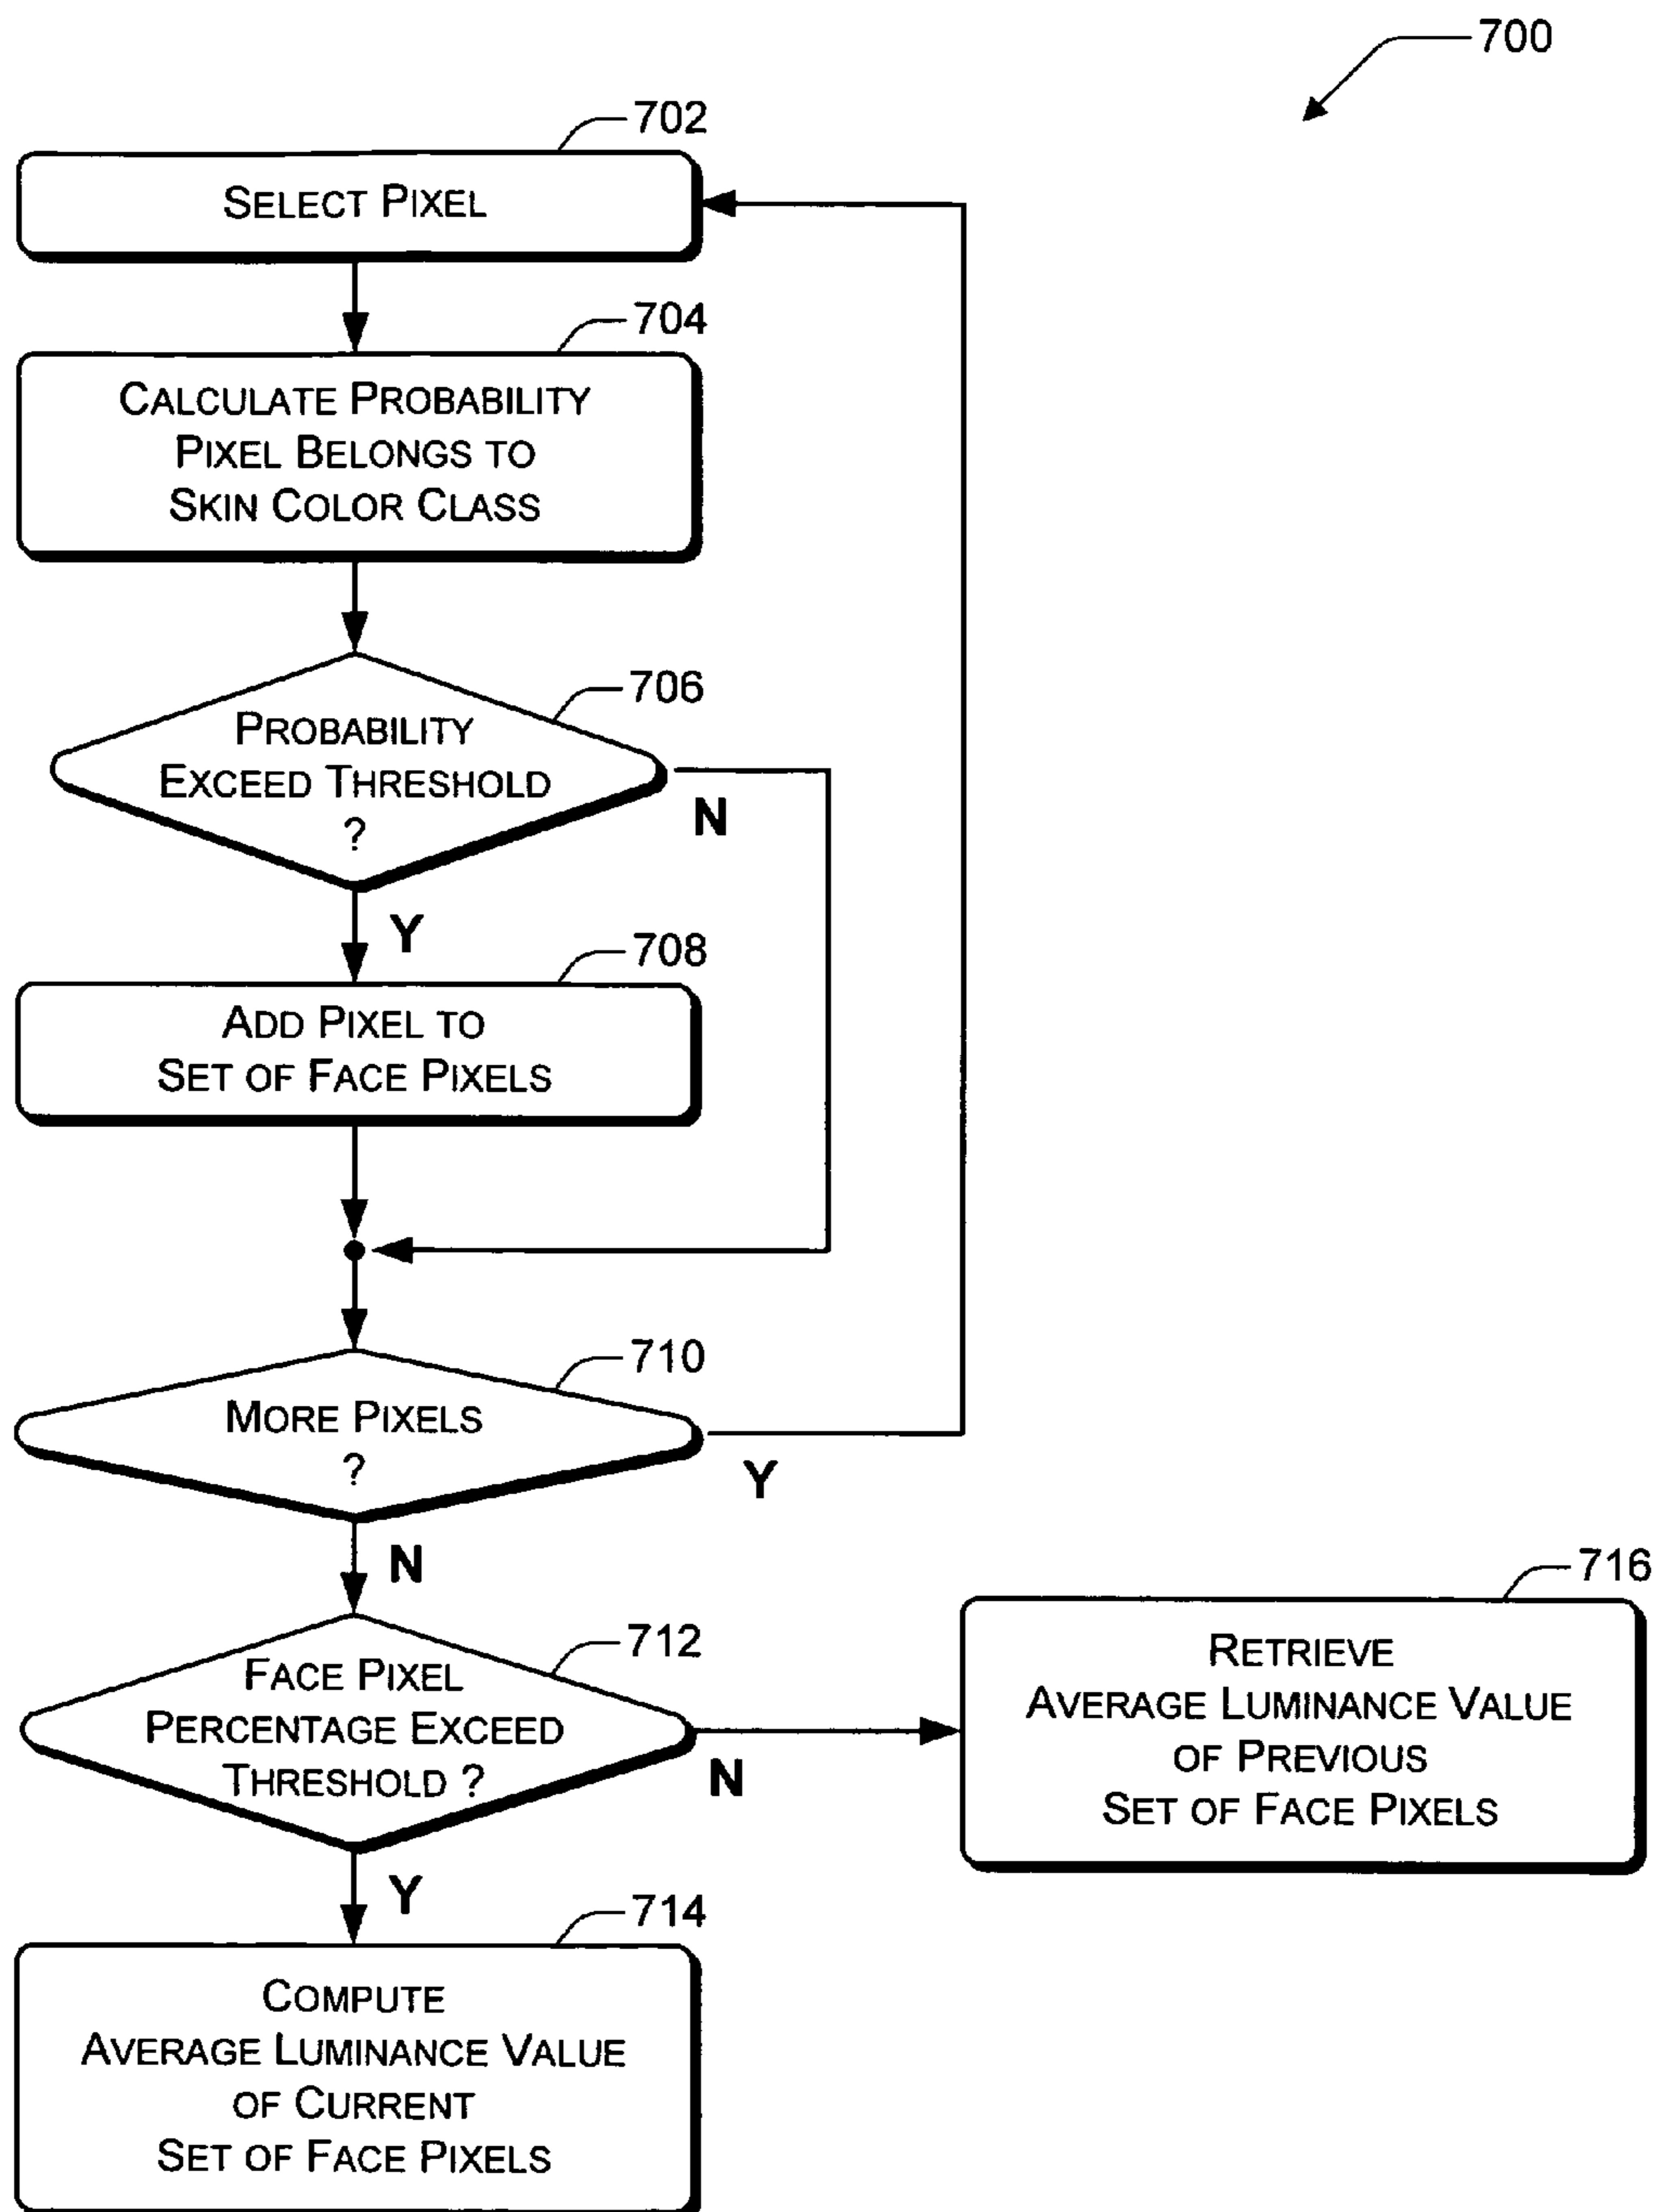 700
702
SELECT PIXEL
704
CALCULATE PROBABILITY
PIXEL BELONGS TO
SKIN COLOR CLASS
706
PROBABILITY
EXCEED THRESHOLD
?
N
Y
708
ADD PIXEL TO
SET OF FACE PIXELS
710
MORE PIXELS
?
Y
N
712
FACE PIXEL
PERCENTAGE EXCEED
THRESHOLD ?
N
Y
716
RETRIEVE
AVERAGE LUMINANCE VALUE
OF PREVIOUS
SET OF FACE PIXELS
714
COMPUTE
AVERAGE LUMINANCE VALUE
OF CURRENT
SET OF FACE PIXELS